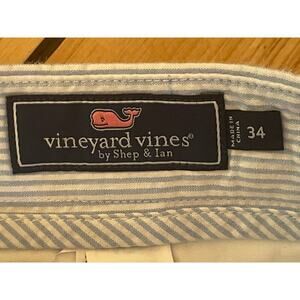 vineyard vines®
by Shep & Ian
MADE IN
CHINA
34